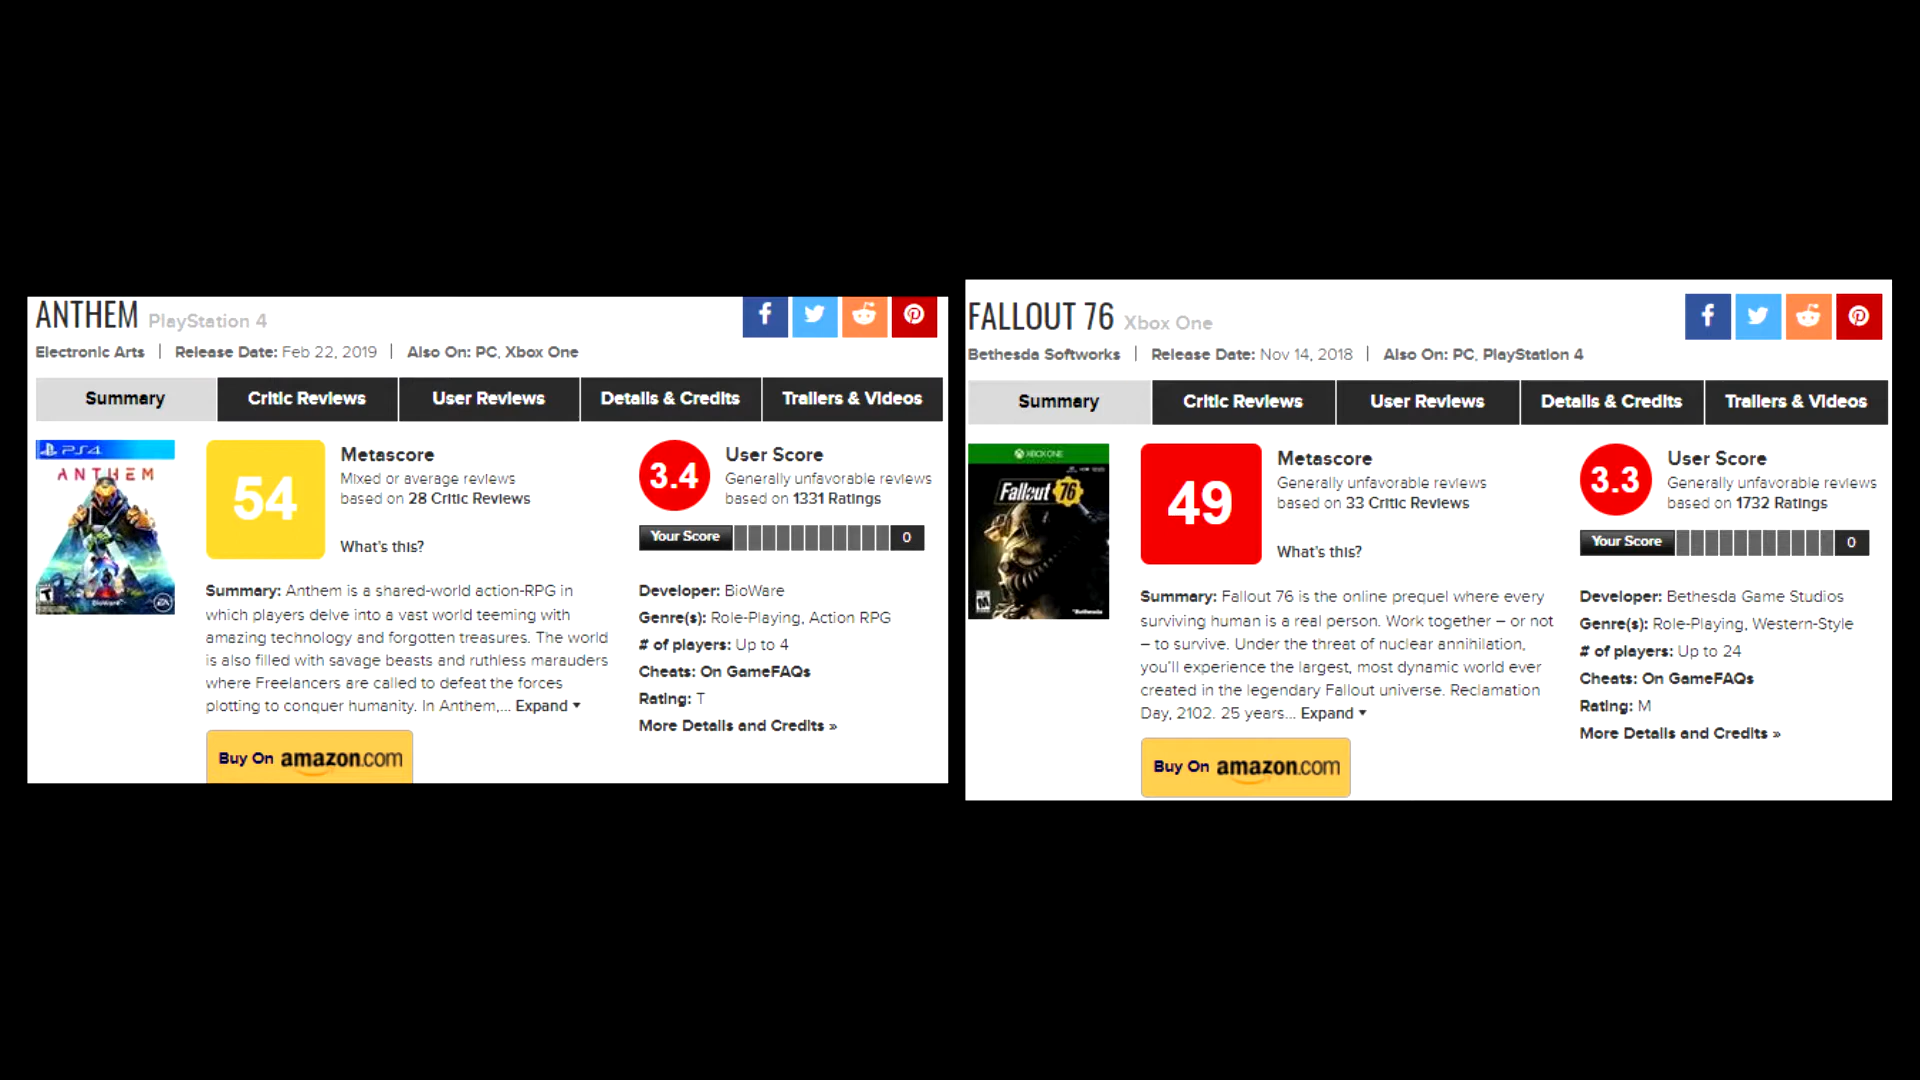 ANTHEM PlayStation 4
Electronic Arts | Release Date: Feb 22, 2019 | Also On: PC, Xbox One
Summary Critic Reviews User Reviews Details & Credits Trailers & Videos
PS4
ANTHEM
BioWare
EA
54
Metascore
Mixed or average reviews
based on 28 Critic Reviews
What's this?
3.4
User Score
Generally unfavorable reviews
based on 1331 Ratings
Your Score 0
Summary: Anthem is a shared-world action-RPG in
which players delve into a vast world teeming with
amazing technology and forgotten treasures. The world
is also filled with savage beasts and ruthless marauders
where Freelancers are called to defeat the forces
plotting to conquer humanity. In Anthem,... Expand
Buy On amazon.com
Developer: BioWare
Genre(s): Role-Playing, Action RPG
# of players: Up to 4
Cheats: On GameFAQs
Rating: T
More Details and Credits »
FALLOUT 76 Xbox One
Bethesda Softworks | Release Date: Nov 14, 2018 | Also On: PC, PlayStation 4
Summary Critic Reviews User Reviews Details & Credits Trailers & Videos
XBOX ONE
Fallout 76
Bethesda
49
Metascore
Generally unfavorable reviews
based on 33 Critic Reviews
What's this?
3.3
User Score
Generally unfavorable reviews
based on 1732 Ratings
Your Score 0
Summary: Fallout 76 is the online prequel where every
surviving human is a real person. Work together – or not
– to survive. Under the threat of nuclear annihilation,
you'll experience the largest, most dynamic world ever
created in the legendary Fallout universe. Reclamation
Day, 2102. 25 years... Expand
Buy On amazon.com
Developer: Bethesda Game Studios
Genre(s): Role-Playing, Western-Style
# of players: Up to 24
Cheats: On GameFAQs
Rating: M
More Details and Credits »